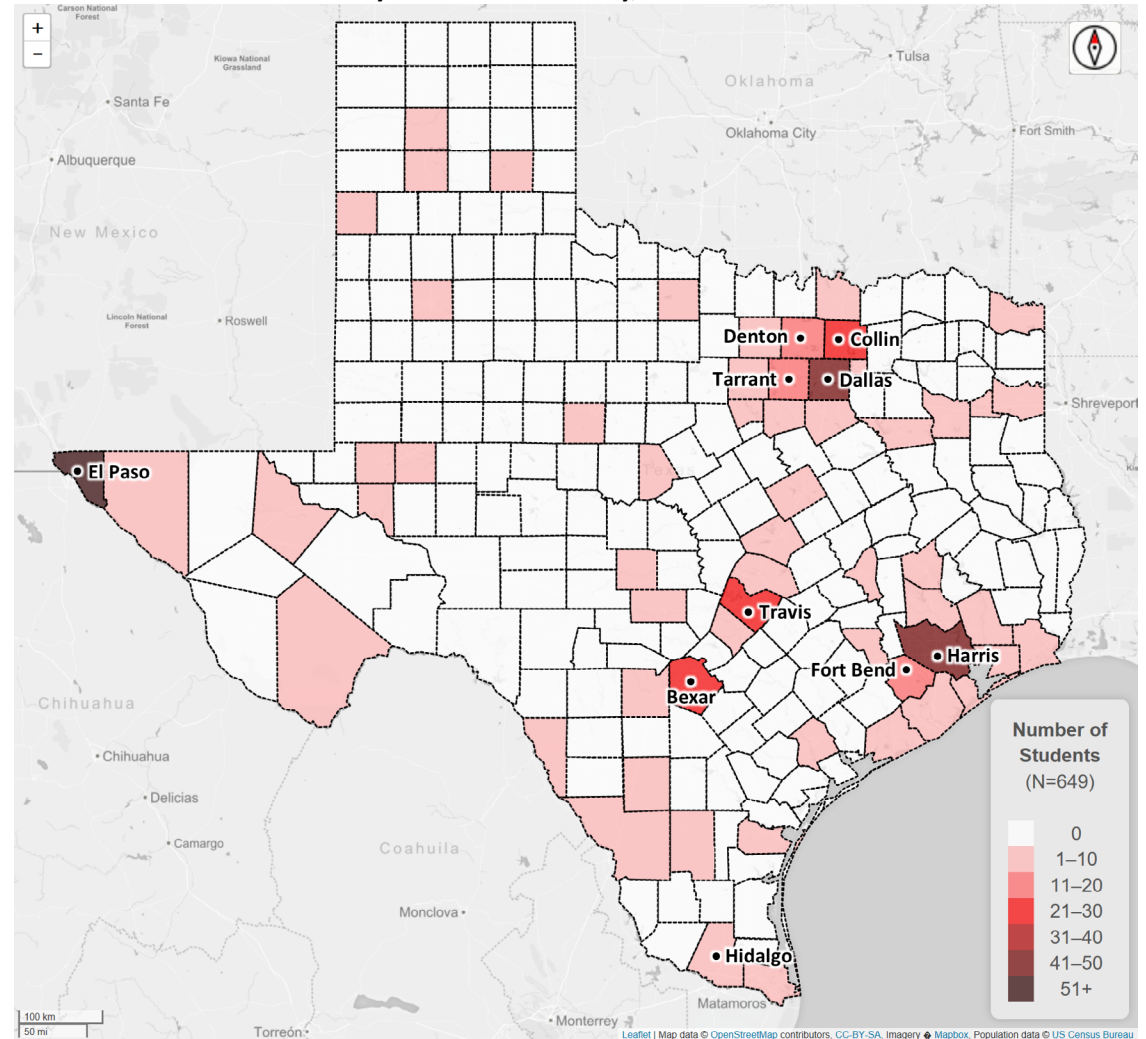 Carson National
Forest
+
−
Kiowa National
Grassland
Tulsa
Santa Fe
Oklahoma
Oklahoma City
Fort Smith
Albuquerque
New Mexico
Lincoln National
Forest
Roswell
Denton
Collin
Tarrant
Dallas
Shreveport
El Paso
Texas
Travis
Harris
Fort Bend
Bexar
Chihuahua
Chihuahua
Delicias
Camargo
Coahuila
Monclova
Hidalgo
Matamoros
Monterrey
Torreón
Number of
Students
(N=649)
0
1–10
11–20
21–30
31–40
41–50
51+
100 km
50 mi
Leaflet | Map data © OpenStreetMap contributors, CC-BY-SA, Imagery � Mapbox, Population data © US Census Bureau